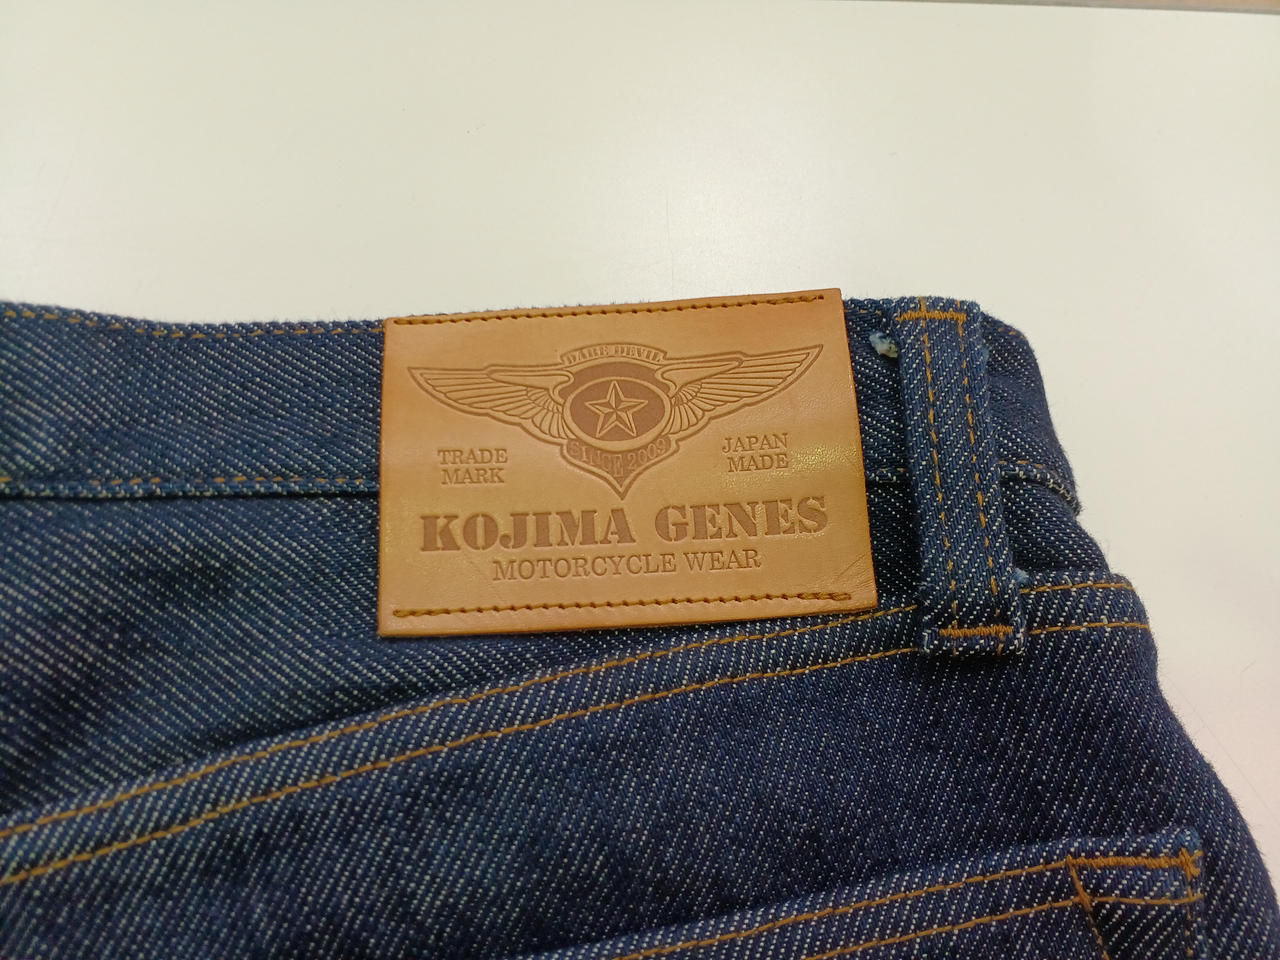 DARE DEVIL
SINCE 2009
TRADE
MARK
JAPAN
MADE
KOJIMA GENES
MOTORCYCLE WEAR